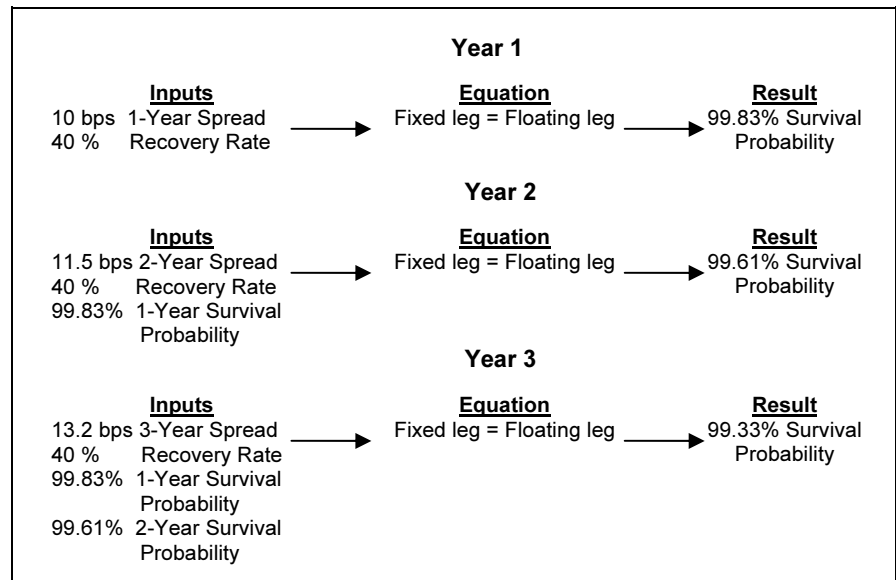 Year 1
Inputs Equation Result
10 bps 1-Year Spread Fixed leg = Floating leg 99.83% Survival
40 % Recovery Rate Probability
Year 2
Inputs Equation Result
11.5 bps 2-Year Spread Fixed leg = Floating leg 99.61% Survival
40 % Recovery Rate Probability
99.83% 1-Year Survival
Probability
Year 3
Inputs Equation Result
13.2 bps 3-Year Spread Fixed leg = Floating leg 99.33% Survival
40 % Recovery Rate Probability
99.83% 1-Year Survival
Probability
99.61% 2-Year Survival
Probability